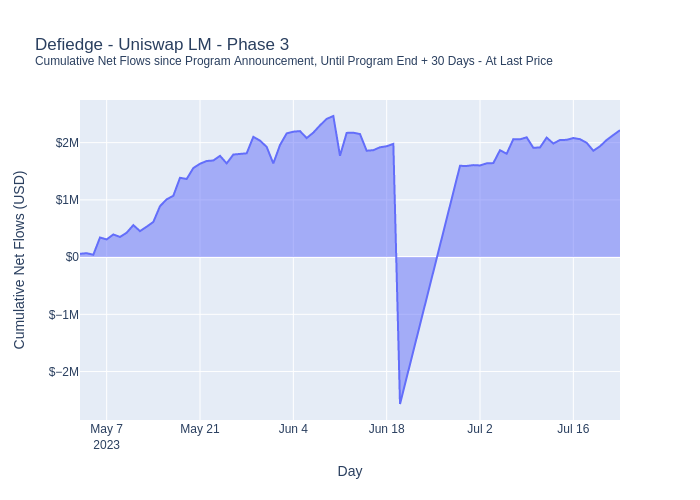 Defiedge - Uniswap LM - Phase 3
Cumulative Net Flows since Program Announcement, Until Program End + 30 Days - At Last Price
Cumulative Net Flows (USD)
$2M
$1M
$0
$−1M
$−2M
May 7 May 21 Jun 4 Jun 18 Jul 2 Jul 16
2023
Day